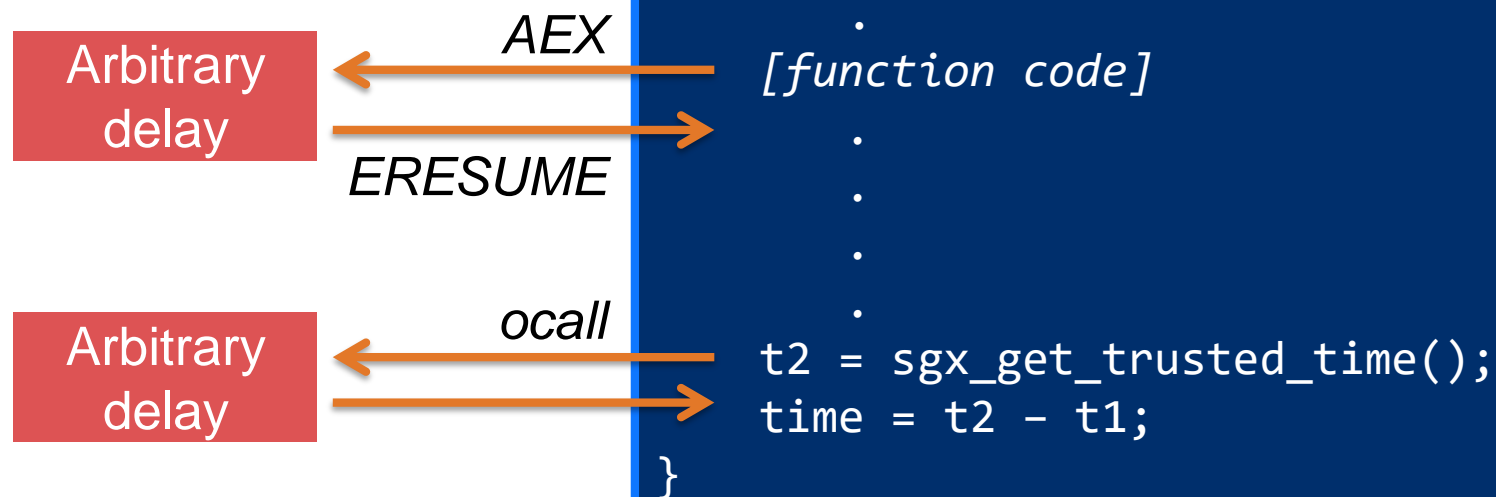 AEX
Arbitrary
delay
ERESUME
ocall
Arbitrary
delay
.
[function code]
.
.
.
.
t2 = sgx_get_trusted_time();
time = t2 – t1;
}